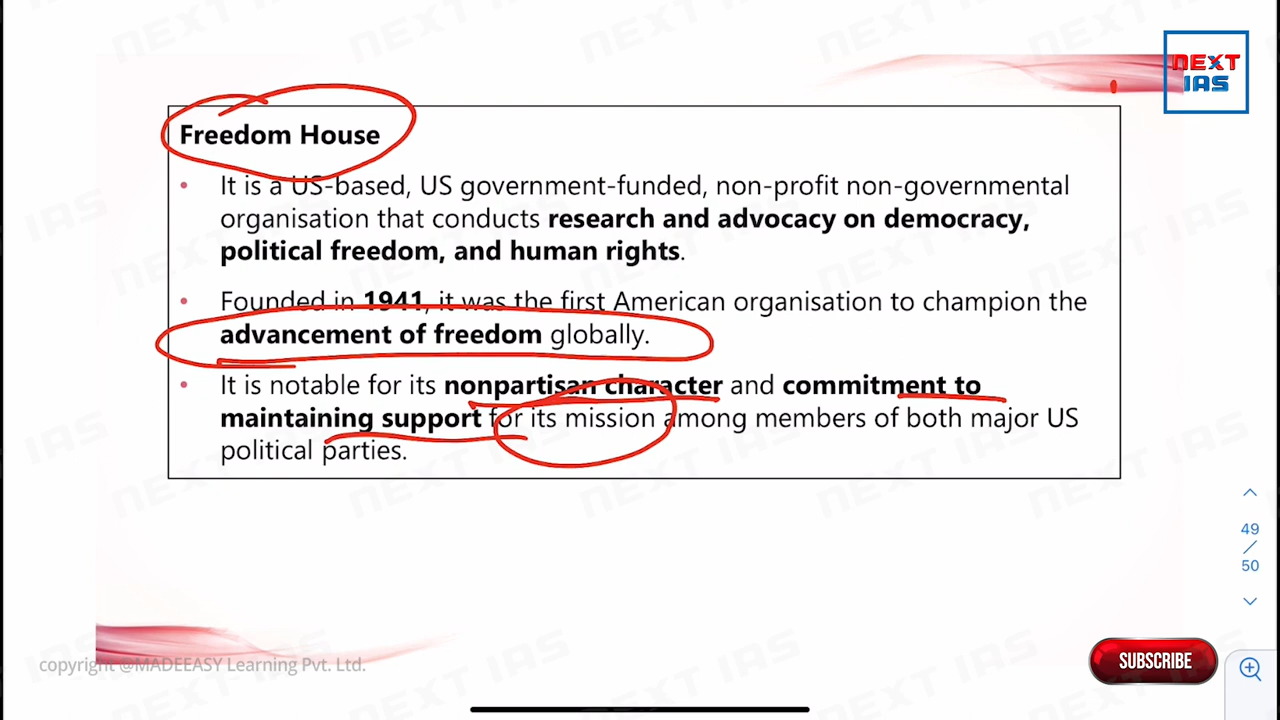 NEXT
IAS
Freedom House
• It is a US-based, US government-funded, non-profit non-governmental
organisation that conducts research and advocacy on democracy,
political freedom, and human rights.
• Founded in 1941, it was the first American organisation to champion the
advancement of freedom globally.
• It is notable for its nonpartisan character and commitment to
maintaining support for its mission among members of both major US
political parties.
49
/
50
copyright @MADEEASY Learning Pvt. Ltd.
SUBSCRIBE